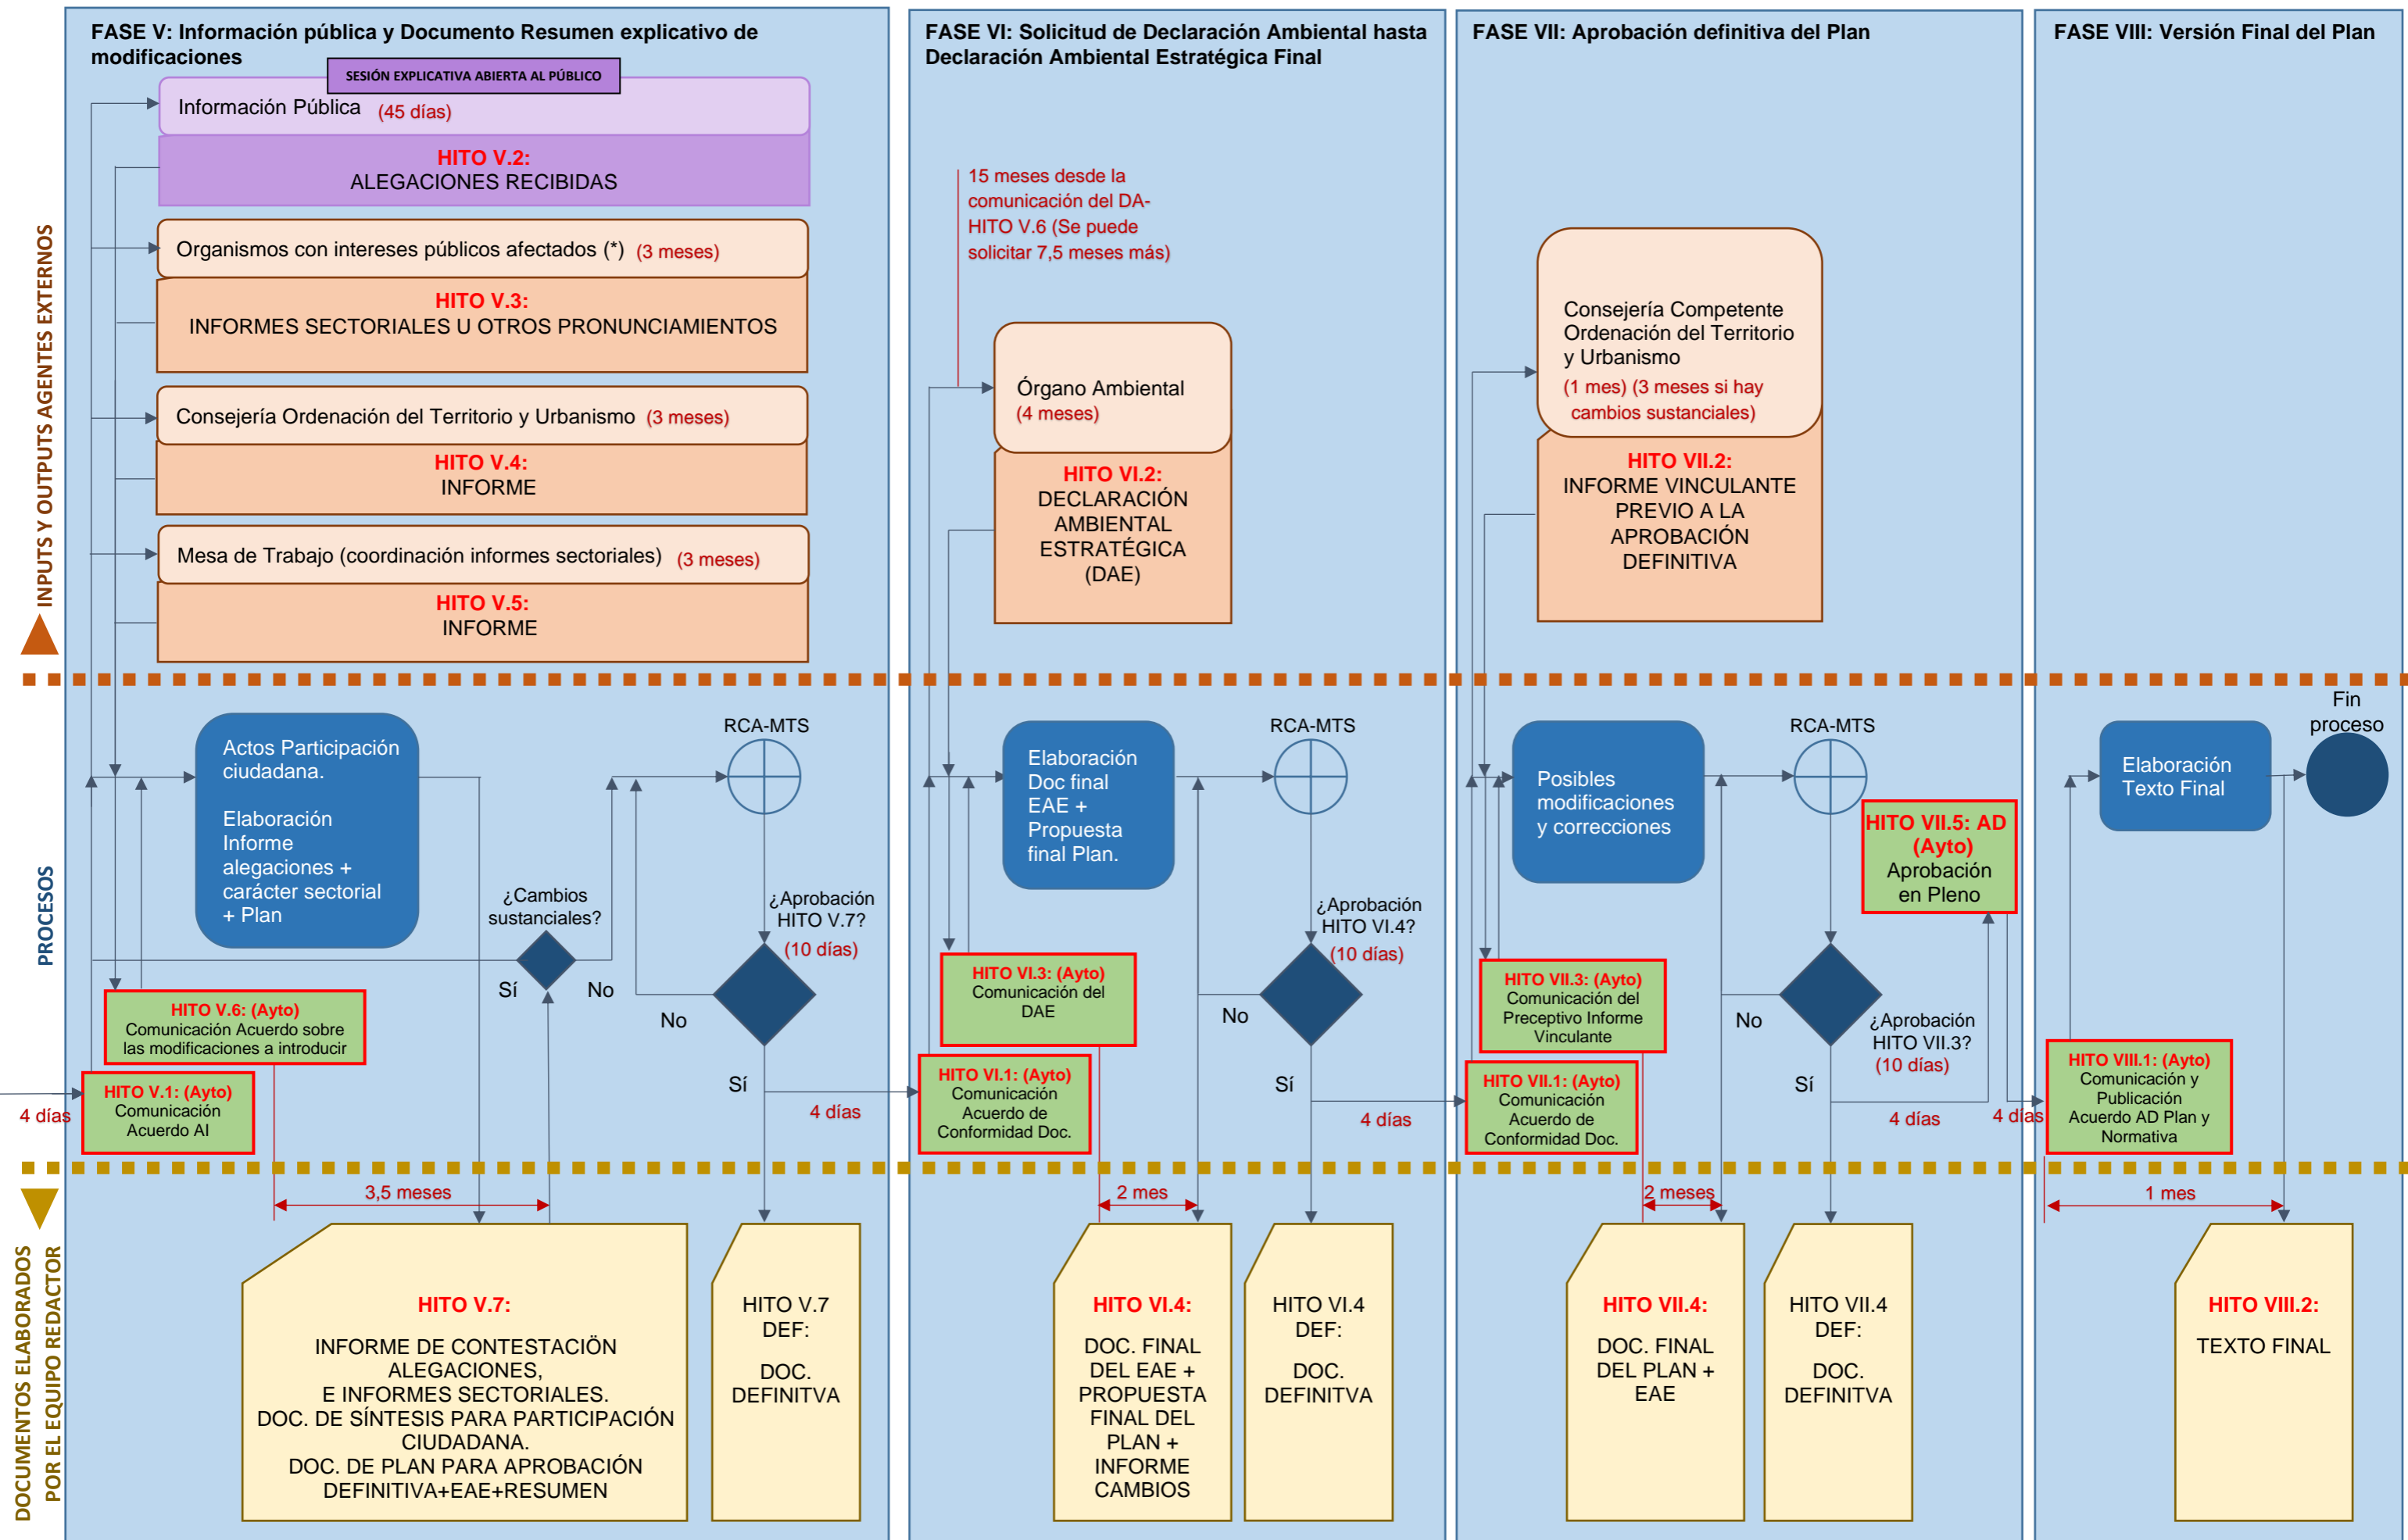 FASE V: Información pública y Documento Resumen explicativo de
modificaciones
SESIÓN EXPLICATIVA ABIERTA AL PÚBLICO
Información Pública (45 días)
HITO V.2:
ALEGACIONES RECIBIDAS
Organismos con intereses públicos afectados (*) (3 meses)
HITO V.3:
INFORMES SECTORIALES U OTROS PRONUNCIAMIENTOS
Consejería Ordenación del Territorio y Urbanismo (3 meses)
HITO V.4:
INFORME
Mesa de Trabajo (coordinación informes sectoriales) (3 meses)
HITO V.5:
INFORME
FASE VI: Solicitud de Declaración Ambiental hasta
Declaración Ambiental Estratégica Final
15 meses desde la
comunicación del DA-
HITO V.6 (Se puede
solicitar 7,5 meses más)
Órgano Ambiental
(4 meses)
HITO VI.2:
DECLARACIÓN
AMBIENTAL
ESTRATÉGICA
(DAE)
FASE VII: Aprobación definitiva del Plan
Consejería Competente
Ordenación del Territorio
y Urbanismo
(1 mes) (3 meses si hay
cambios sustanciales)
HITO VII.2:
INFORME VINCULANTE
PREVIO A LA
APROBACIÓN
DEFINITIVA
FASE VIII: Versión Final del Plan
INPUTS Y OUTPUTS AGENTES EXTERNOS
PROCESOS
Actos Participación
ciudadana.
Elaboración
Informe
alegaciones +
carácter sectorial
+ Plan
¿Cambios
sustanciales?
Sí
No
RCA-MTS
¿Aprobación
HITO V.7?
(10 días)
No
Sí
HITO V.6: (Ayto)
Comunicación Acuerdo sobre
las modificaciones a introducir
HITO V.1: (Ayto)
Comunicación
Acuerdo AI
4 días
4 días
Elaboración
Doc final
EAE +
Propuesta
final Plan.
RCA-MTS
¿Aprobación
HITO VI.4?
(10 días)
No
Sí
HITO VI.3: (Ayto)
Comunicación del
DAE
HITO VI.1: (Ayto)
Comunicación
Acuerdo de
Conformidad Doc.
4 días
Posibles
modificaciones
y correcciones
RCA-MTS
HITO VII.5: AD
(Ayto)
Aprobación
en Pleno
HITO VII.3: (Ayto)
Comunicación del
Preceptivo Informe
Vinculante
No
¿Aprobación
HITO VII.3?
(10 días)
Sí
HITO VII.1: (Ayto)
Comunicación
Acuerdo de
Conformidad Doc.
4 días
4 días
Elaboración
Texto Final
Fin
proceso
HITO VIII.1: (Ayto)
Comunicación y
Publicación
Acuerdo AD Plan y
Normativa
DOCUMENTOS ELABORADOS
POR EL EQUIPO REDACTOR
3,5 meses
HITO V.7:
INFORME DE CONTESTACIÖN
ALEGACIONES,
E INFORMES SECTORIALES.
DOC. DE SÍNTESIS PARA PARTICIPACIÓN
CIUDADANA.
DOC. DE PLAN PARA APROBACIÓN
DEFINITIVA+EAE+RESUMEN
HITO V.7
DEF:
DOC.
DEFINITVA
2 mes
HITO VI.4:
DOC. FINAL
DEL EAE +
PROPUESTA
FINAL DEL
PLAN +
INFORME
CAMBIOS
HITO VI.4
DEF:
DOC.
DEFINITVA
2 meses
HITO VII.4:
DOC. FINAL
DEL PLAN +
EAE
HITO VII.4
DEF:
DOC.
DEFINITVA
1 mes
HITO VIII.2:
TEXTO FINAL